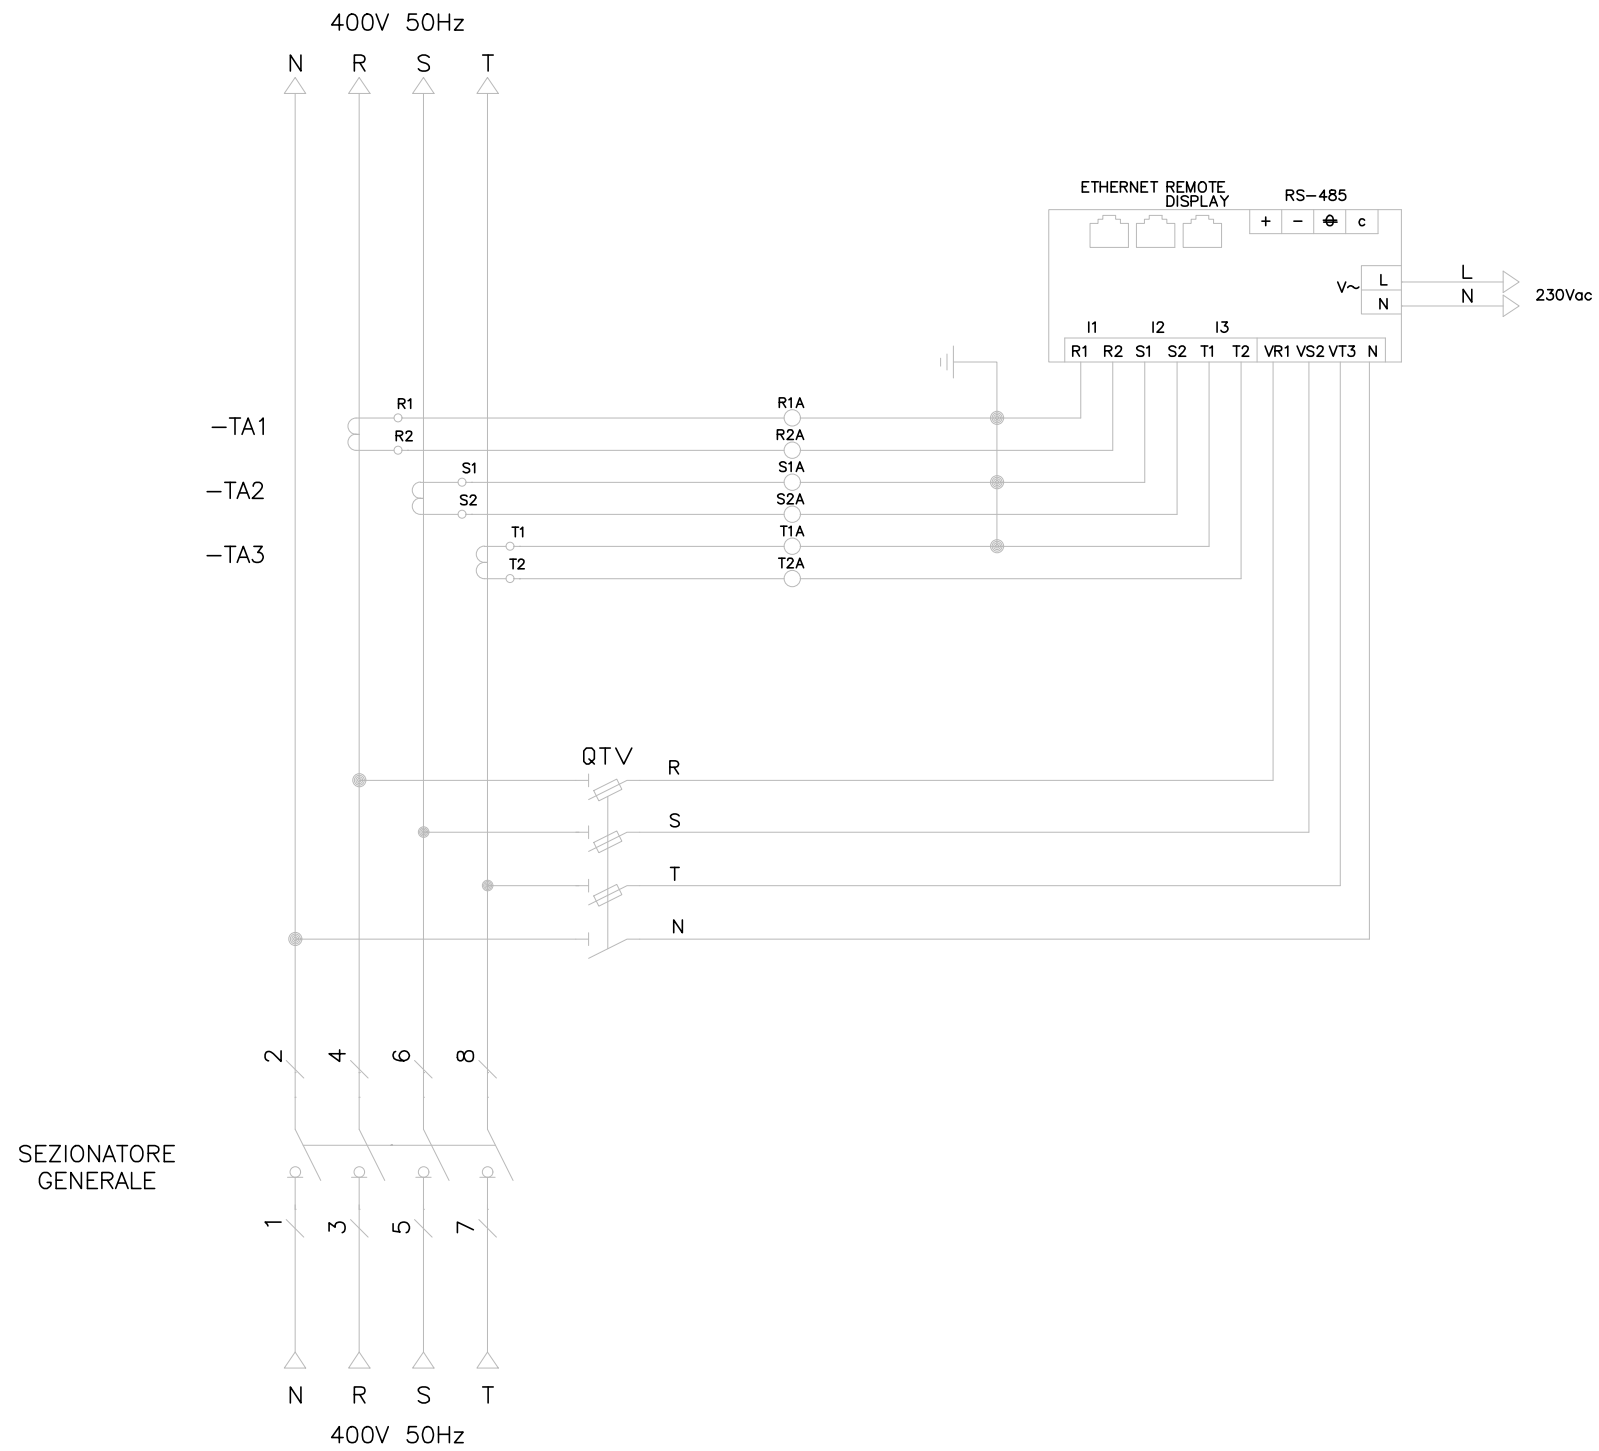 400V 50Hz
N R S T
ETHERNET REMOTE
DISPLAY
RS-485
+ - c
V~ L L
N N
230Vac
I1 I2 I3
R1 R2 S1 S2 T1 T2 VR1 VS2 VT3 N
-TA1 R1 R1A
R2 R2A
-TA2 S1 S1A
S2 S2A
-TA3 T1 T1A
T2 T2A
QTV
R
S
T
N
2 4 6 8
SEZIONATORE
GENERALE
1 3 5 7
N R S T
400V 50Hz